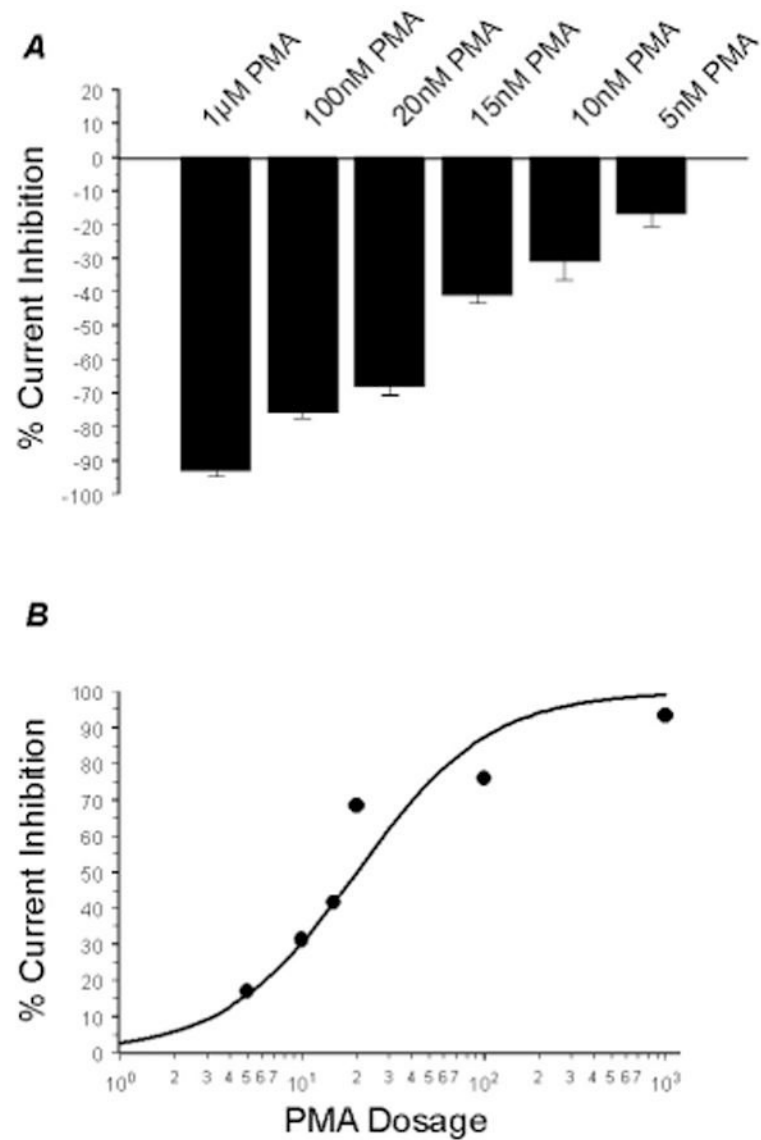 A
1µM PMA
100nM PMA
20nM PMA
15nM PMA
10nM PMA
5nM PMA
% Current Inhibition
20
10
0
-10
-20
-30
-40
-50
-60
-70
-80
-90
-100
B
% Current Inhibition
100
90
80
70
60
50
40
30
20
10
0
10⁰ 2 3 4 5 6 7 10¹ 2 3 4 5 6 7 10² 2 3 4 5 6 7 10³
PMA Dosage